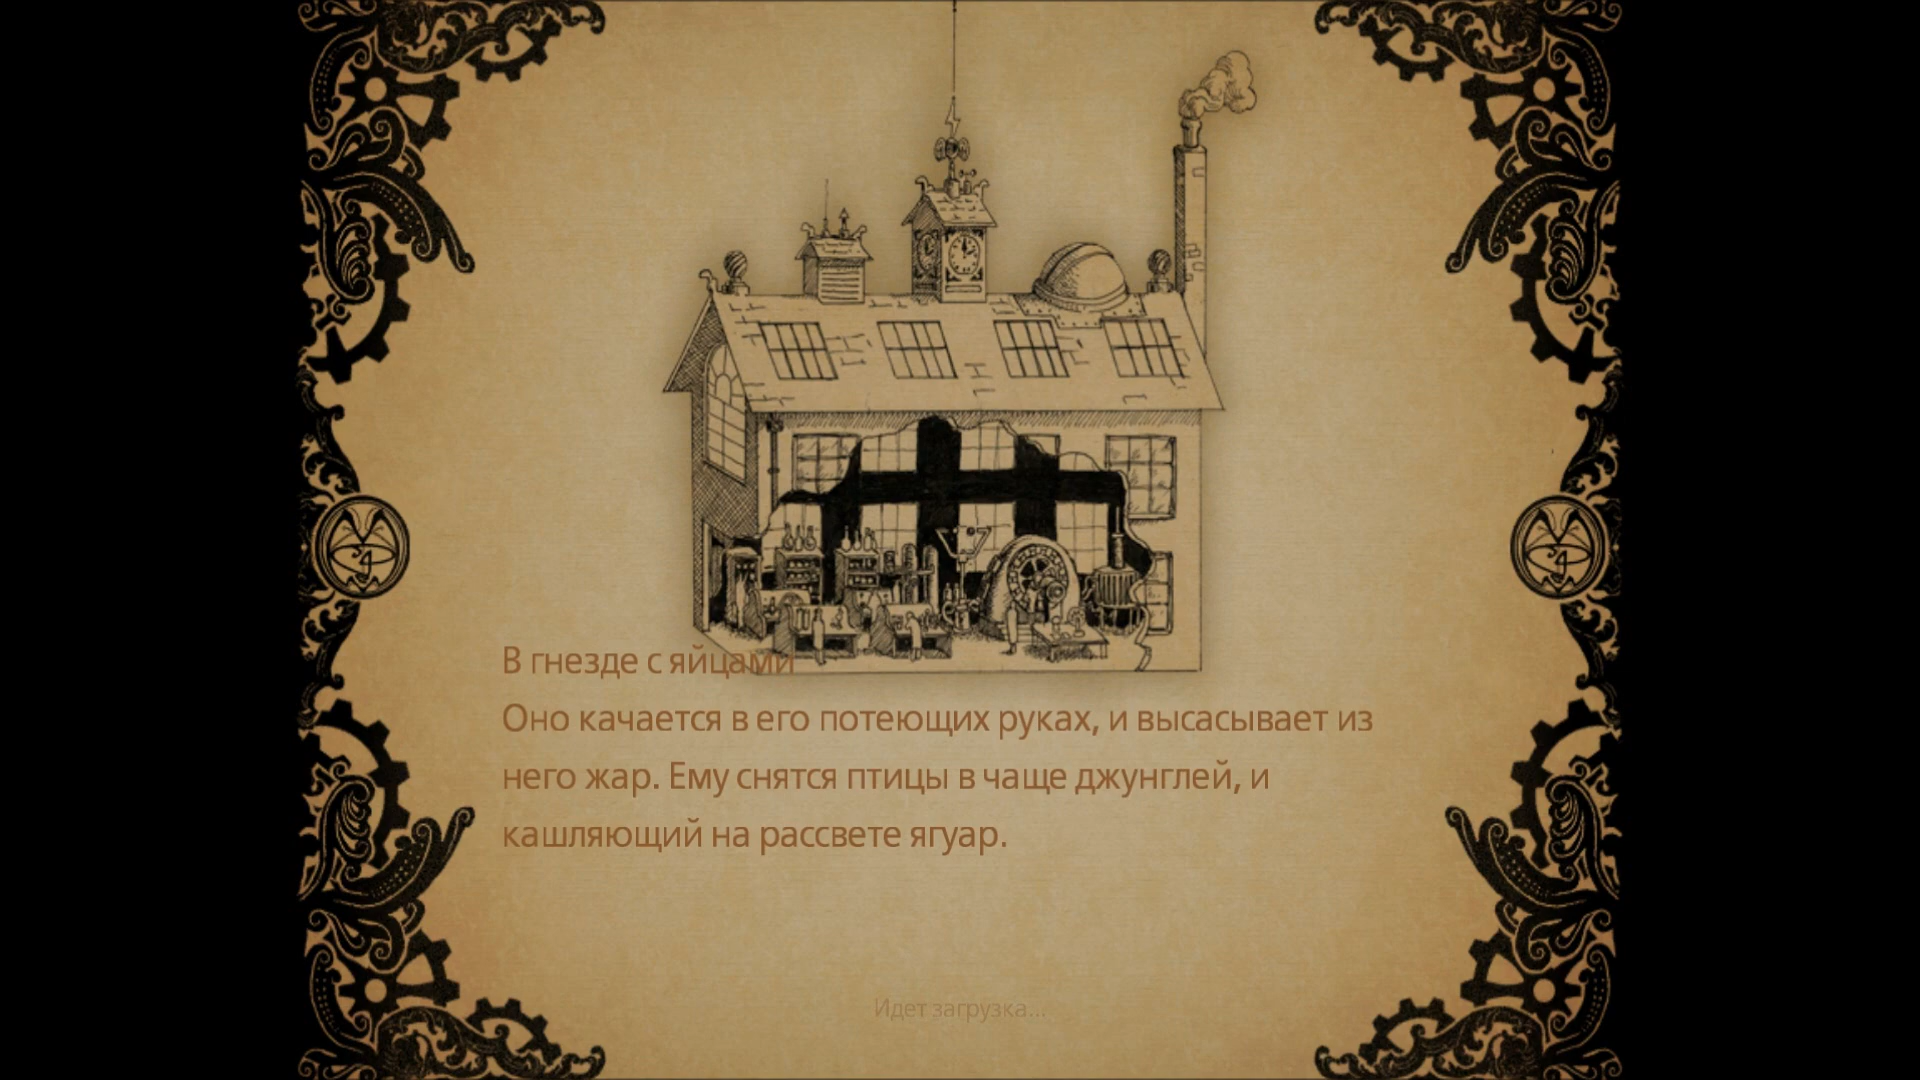 В гнезде с яйцами
Оно качается в его потеющих руках, и высасывает из
него жар. Ему снятся птицы в чаще джунглей, и
кашляющий на рассвете ягуар.
Идет загрузка...